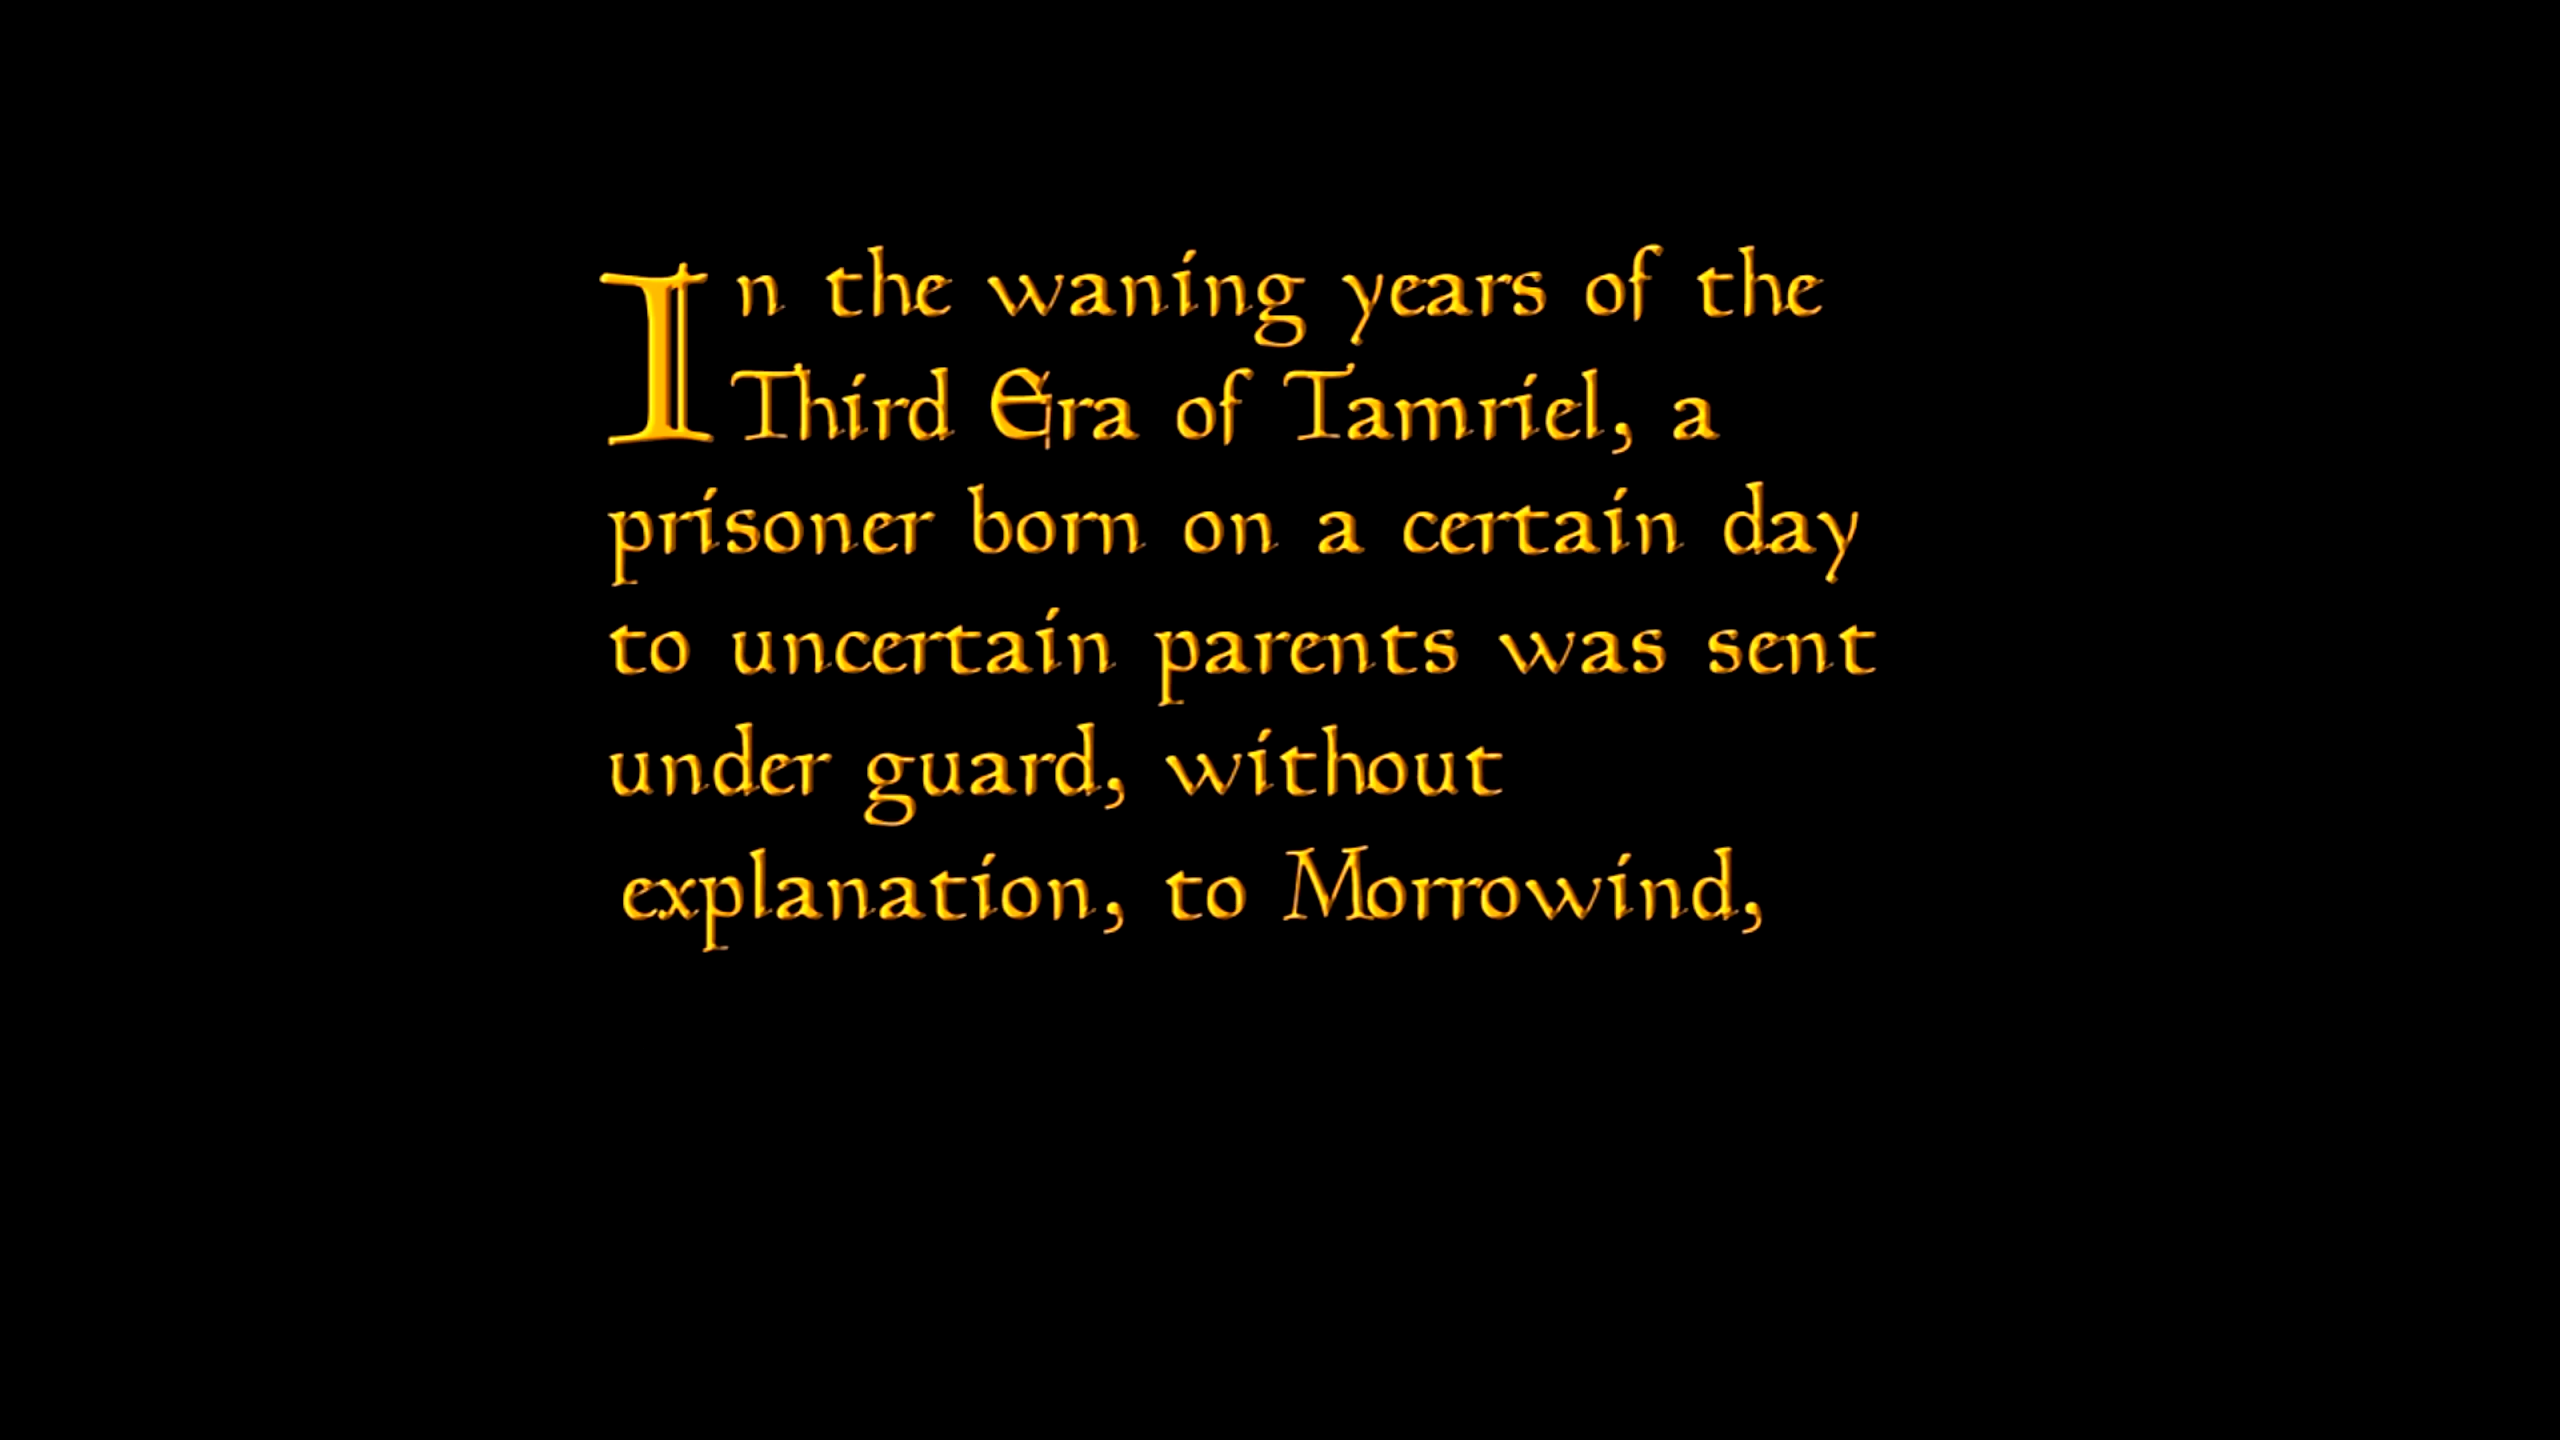 In the waning years of the
Third Era of Tamriel, a
prisoner born on a certain day
to uncertain parents was sent
under guard, without
explanation, to Morrowind,